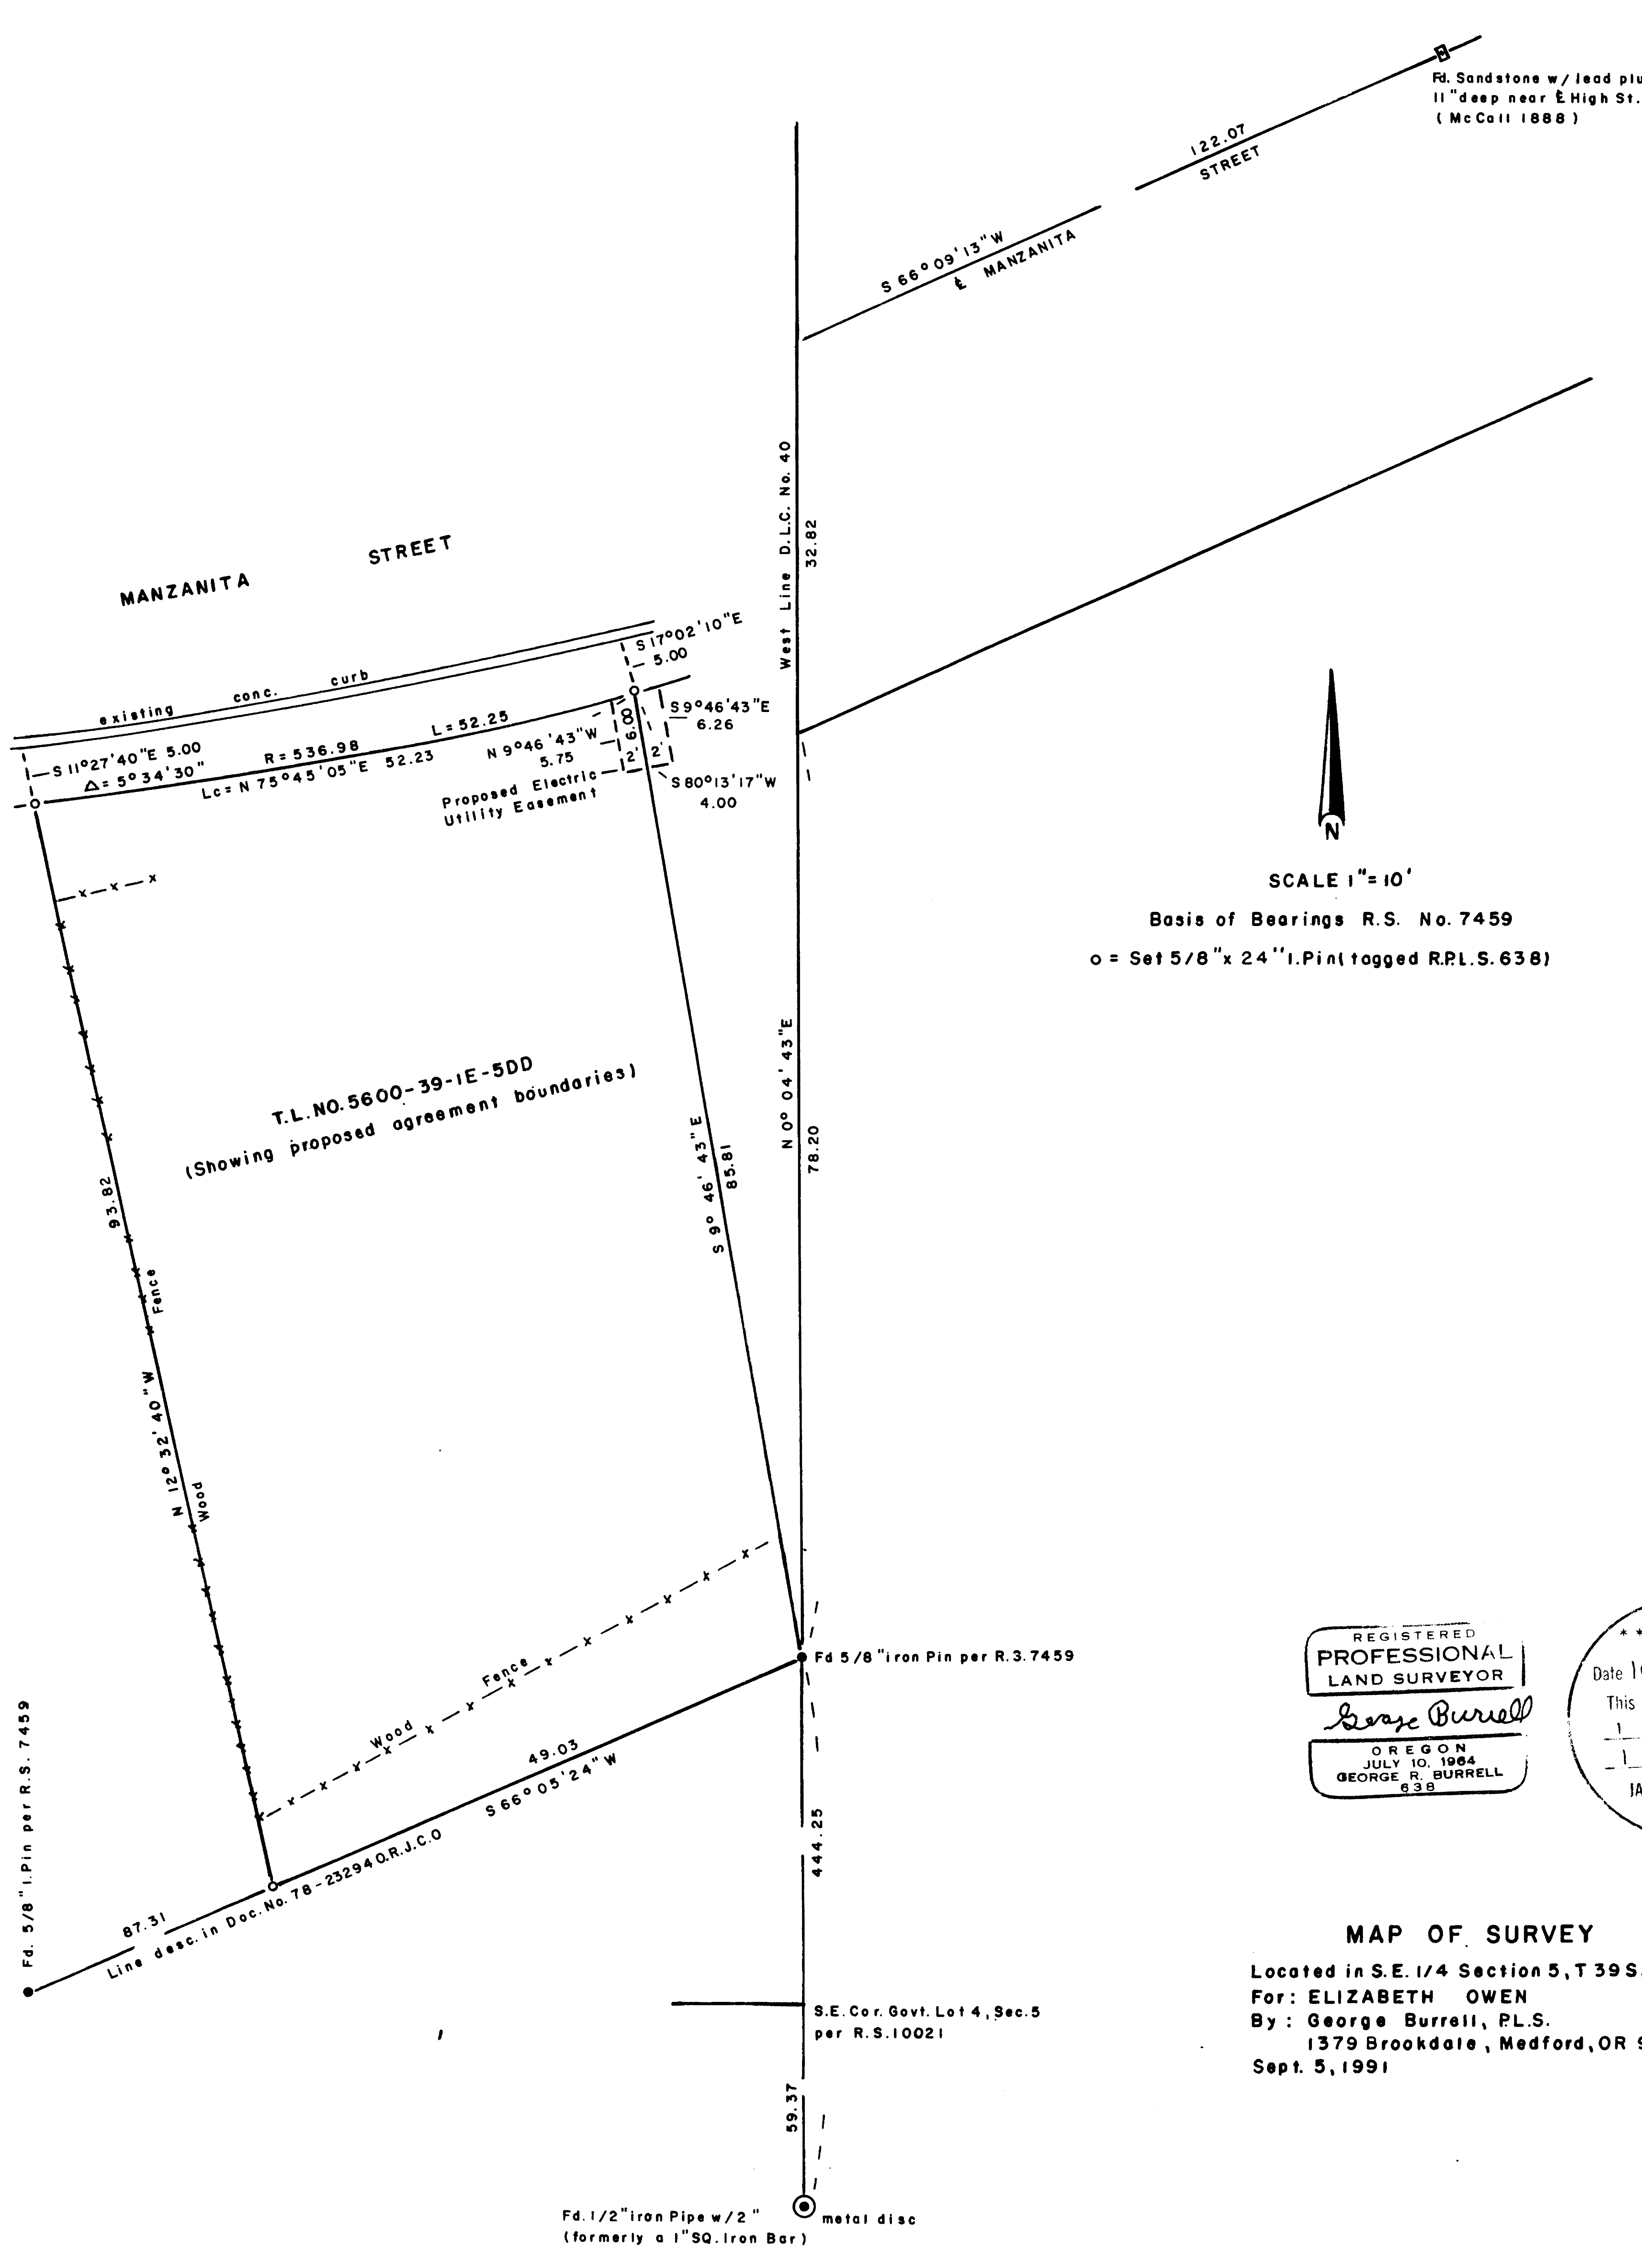 Fd. Sandstone w/ lead
11" deep near ℄ High St.
(McCall 1888)
122.07
STREET
S 66° 09' 13" W
℄ MANZANITA
West Line D.L.C. No. 40
32.82
MANZANITA STREET
S 17° 02' 10" E
5.00
existing conc. curb
S 11° 27' 40" E 5.00
Δ = 5° 34' 30"
R = 536.98
L = 52.25
Lc = N 75° 45' 05" E 52.23
N 9° 46' 43" W
5.75
6.00
S 9° 46' 43" E
6.26
2' 2'
Proposed Electric
Utility Easement
S 80° 13' 17" W
4.00
N
SCALE 1" = 10'
Basis of Bearings R.S. No. 7459
o = Set 5/8" x 24" I.Pin (tagged R.P.L.S. 638)
T.L. NO. 5600-39-1E-5DD
(Showing proposed agreement boundaries)
N 0° 04' 43" E
78.20
S 9° 46' 43" E
85.81
93.82
Fence
N 12° 32' 40" W
Wood
Fd 5/8" iron Pin per R.3. 7459
Wood Fence
49.03
S 66° 05' 24" W
Fd. 5/8" I.Pin per R.S. 7459
87.31
Line desc. in Doc. No. 78-23294 O.R.J.C.O
444.25
S.E. Cor. Govt. Lot 4, Sec. 5
per R.S. 10021
59.37
Fd. 1/2" iron Pipe w/ 2" metal disc
(formerly a 1" SQ. Iron Bar)
REGISTERED
PROFESSIONAL
LAND SURVEYOR
George Burrell
OREGON
JULY 10, 1964
GEORGE R. BURRELL
638
* *
Date
This
MAP OF SURVEY
Located in S.E. 1/4 Section 5, T 39 S.
For: ELIZABETH OWEN
By: George Burrell, P.L.S.
1379 Brookdale, Medford, OR
Sept. 5, 1991